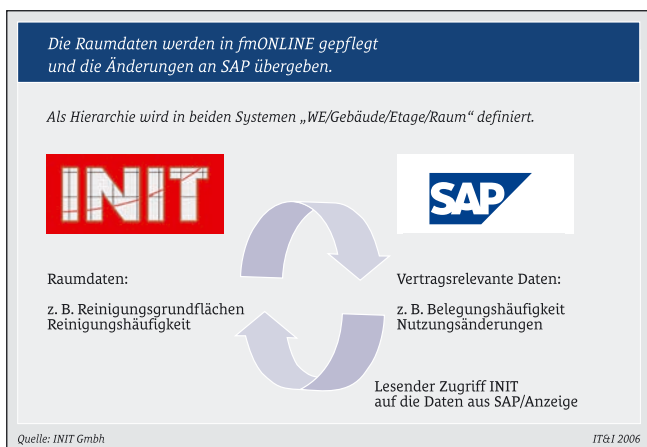 Die Raumdaten werden in fmONLINE gepflegt
und die Änderungen an SAP übergeben.
Als Hierarchie wird in beiden Systemen „WE/Gebäude/Etage/Raum“ definiert.
INIT
SAP
Raumdaten:
z. B. Reinigungsgrundflächen
Reinigungshäufigkeit
Vertragsrelevante Daten:
z. B. Belegungshäufigkeit
Nutzungsänderungen
Lesender Zugriff INIT
auf die Daten aus SAP/Anzeige
Quelle: INIT Gmbh
IT&I 2006